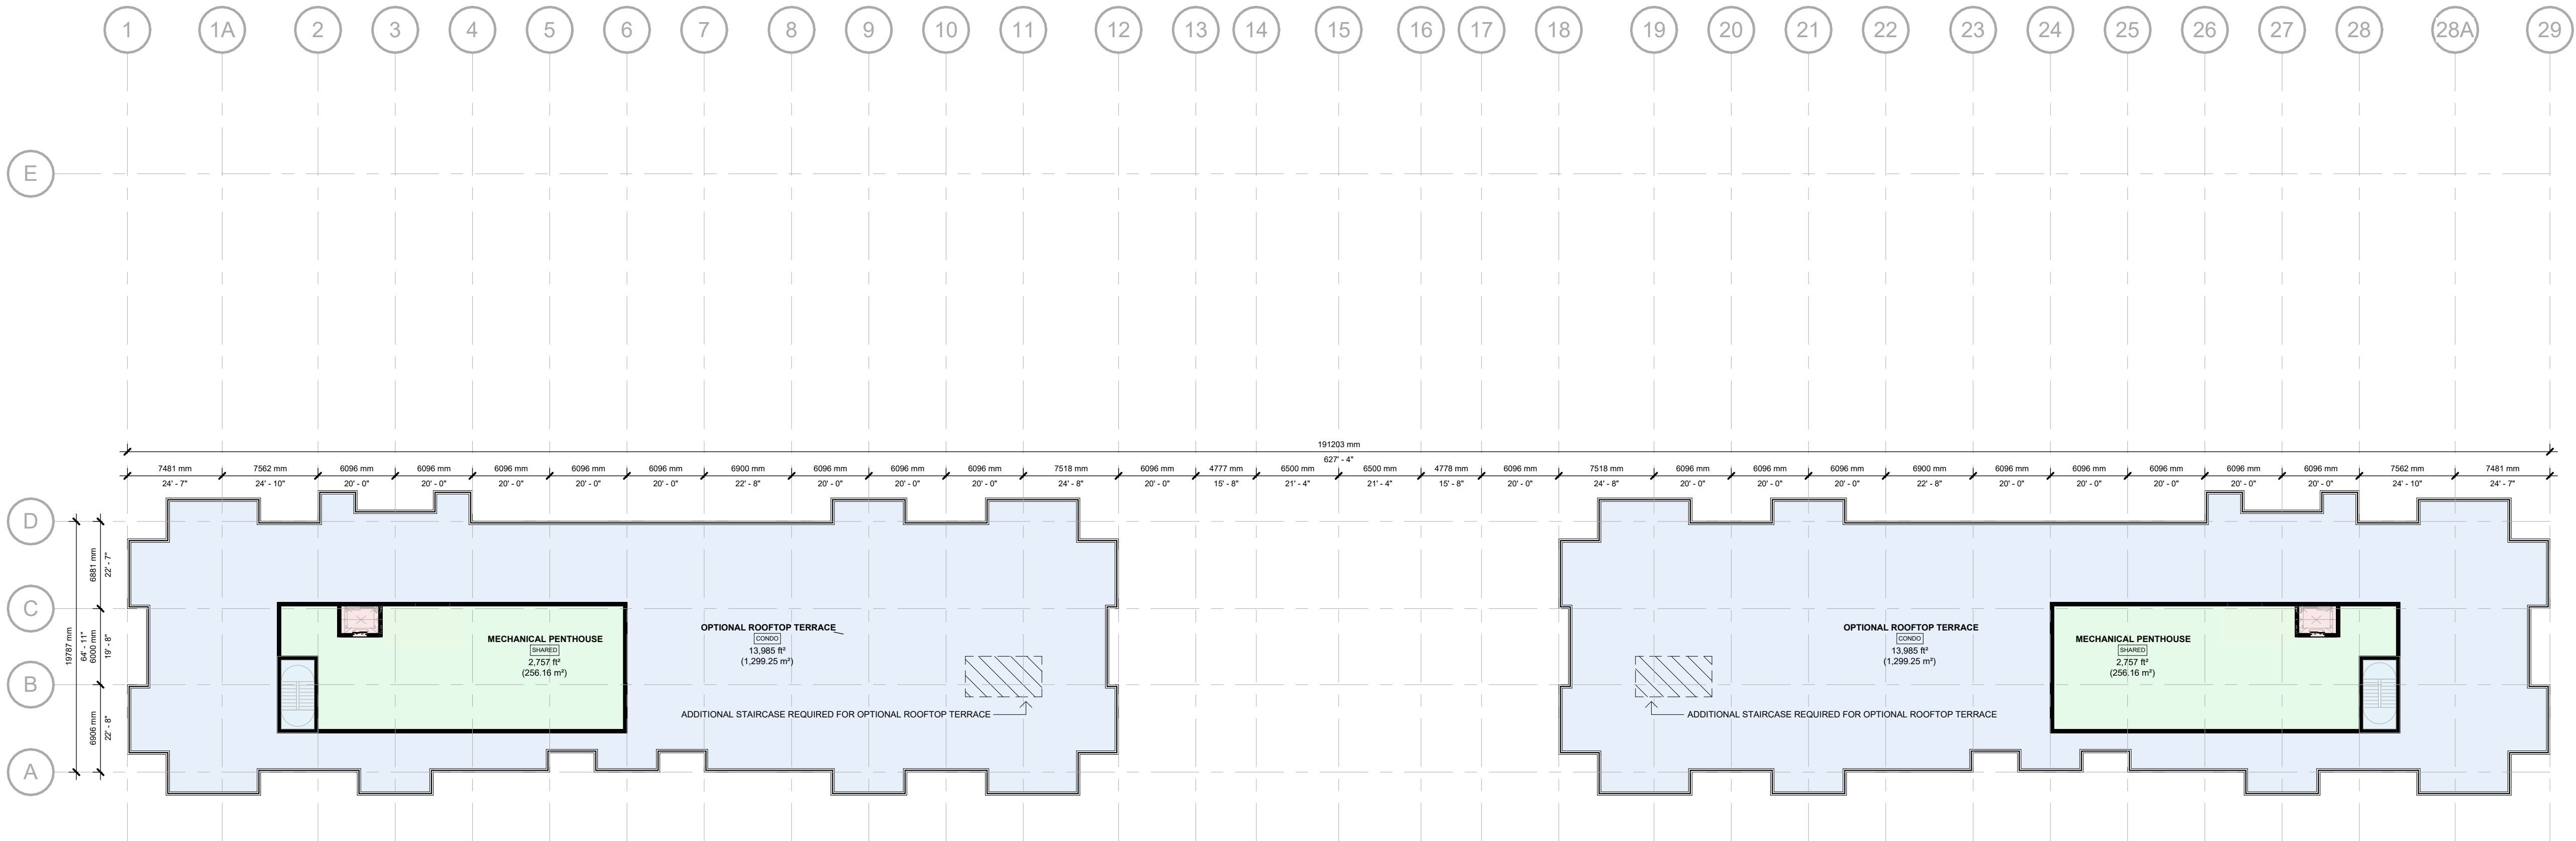 1 1A 2 3 4 5 6 7 8 9 10 11 12 13 14 15 16 17 18 19 20 21 22 23 24 25 26 27 28 28A 29
E
191203 mm
627' - 4"
7481 mm 7562 mm 6096 mm 6096 mm 6096 mm 6096 mm 6096 mm 6900 mm 6096 mm 6096 mm 6096 mm 7518 mm 6096 mm 4777 mm 6500 mm 6500 mm 4778 mm 6096 mm 7518 mm 6096 mm 6096 mm 6096 mm 6900 mm 6096 mm 6096 mm 6096 mm 6096 mm 6096 mm 7562 mm 7481 mm
24' - 7" 24' - 10" 20' - 0" 20' - 0" 20' - 0" 20' - 0" 20' - 0" 22' - 8" 20' - 0" 20' - 0" 20' - 0" 24' - 8" 20' - 0" 15' - 8" 21' - 4" 21' - 4" 15' - 8" 20' - 0" 24' - 8" 20' - 0" 20' - 0" 20' - 0" 22' - 8" 20' - 0" 20' - 0" 20' - 0" 20' - 0" 20' - 0" 24' - 10" 24' - 7"
D
C
B
A
19787 mm
64' - 11"
6881 mm
22' - 7"
6000 mm
19' - 8"
6906 mm
22' - 8"
MECHANICAL PENTHOUSE
SHARED
2,757 ft²
(256.16 m²)
OPTIONAL ROOFTOP TERRACE
CONDO
13,985 ft²
(1,299.25 m²)
ADDITIONAL STAIRCASE REQUIRED FOR OPTIONAL ROOFTOP TERRACE
OPTIONAL ROOFTOP TERRACE
CONDO
13,985 ft²
(1,299.25 m²)
ADDITIONAL STAIRCASE REQUIRED FOR OPTIONAL ROOFTOP TERRACE
MECHANICAL PENTHOUSE
SHARED
2,757 ft²
(256.16 m²)